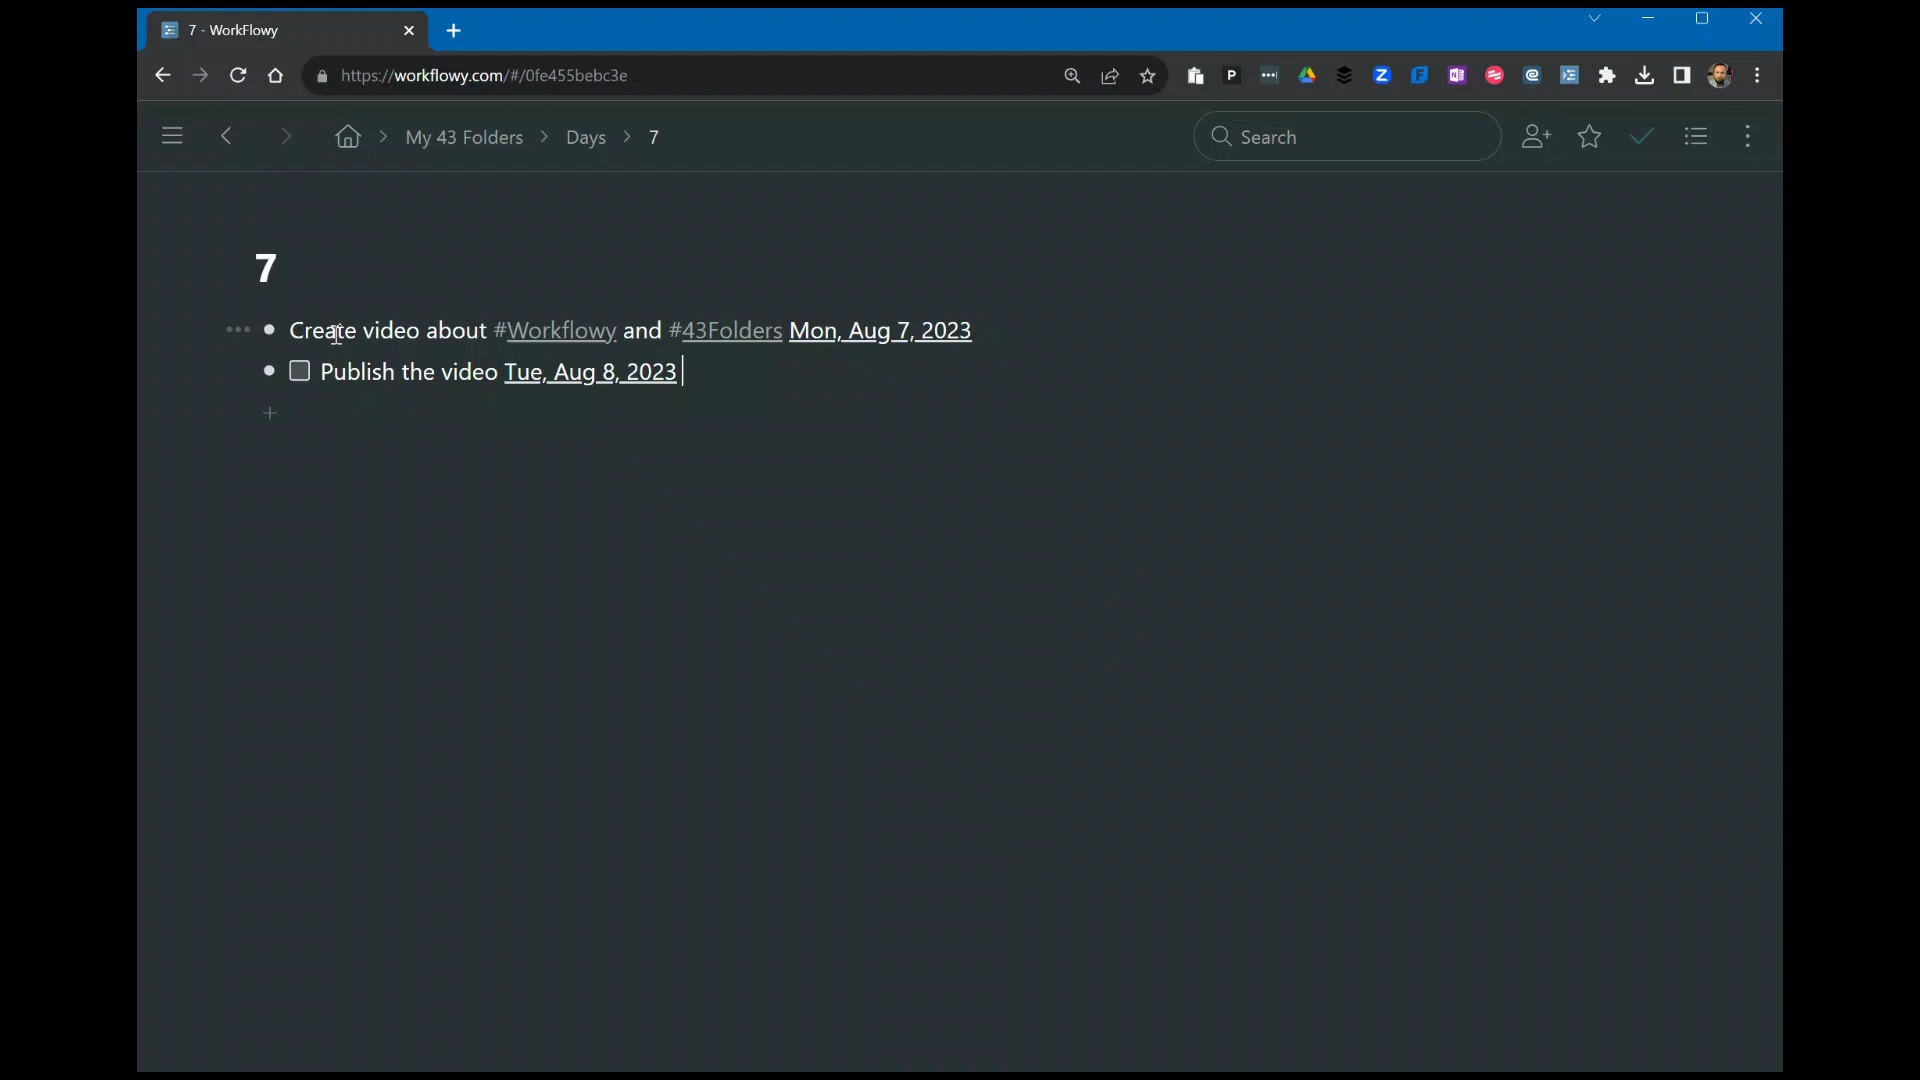 7 - WorkFlowy
https://workflowy.com/#/0fe455bebc3e
My 43 Folders > Days > 7
Search
7
Create video about #Workflowy and #43Folders Mon, Aug 7, 2023
Publish the video Tue, Aug 8, 2023